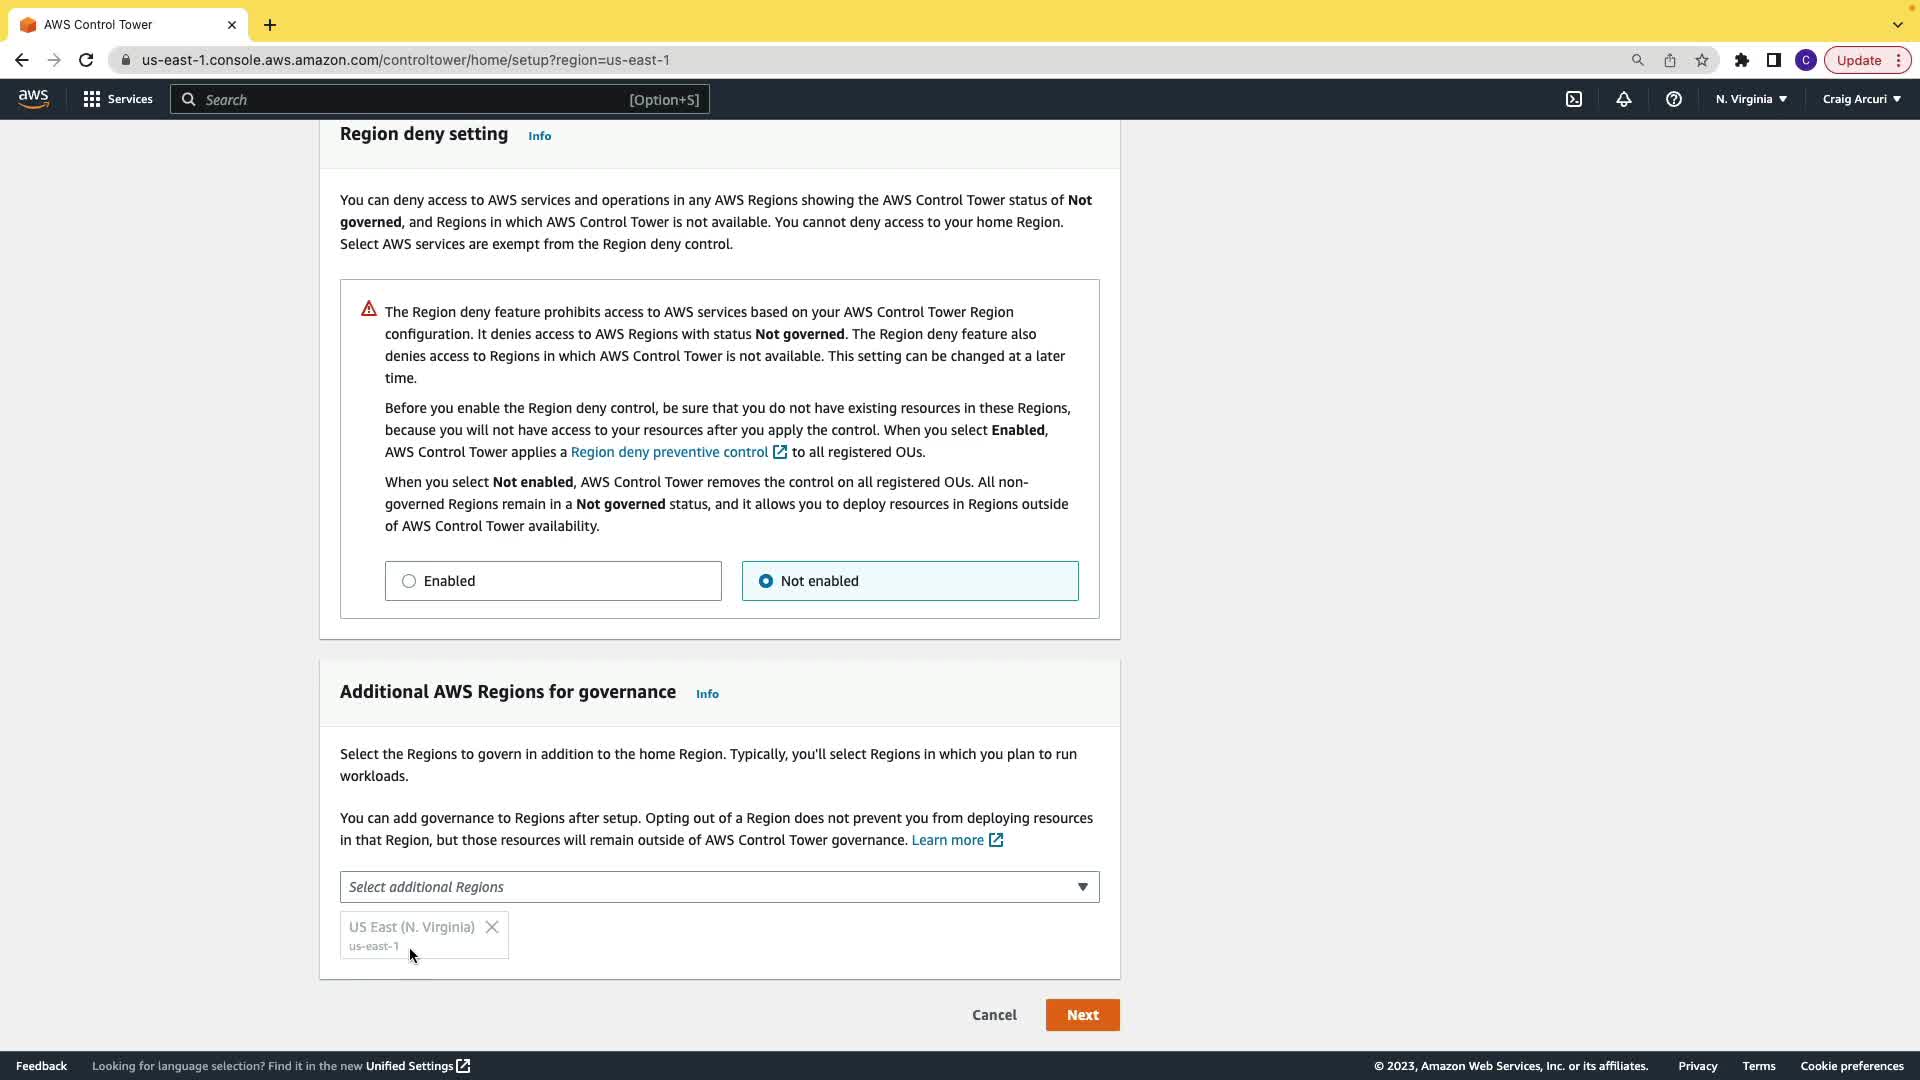 AWS Control Tower
us-east-1.console.aws.amazon.com/controltower/home/setup?region=us-east-1
C
Update
aws
Services
Search
[Option+S]
N. Virginia
Craig Arcuri
Region deny setting Info
You can deny access to AWS services and operations in any AWS Regions showing the AWS Control Tower status of Not
governed, and Regions in which AWS Control Tower is not available. You cannot deny access to your home Region.
Select AWS services are exempt from the Region deny control.
The Region deny feature prohibits access to AWS services based on your AWS Control Tower Region
configuration. It denies access to AWS Regions with status Not governed. The Region deny feature also
denies access to Regions in which AWS Control Tower is not available. This setting can be changed at a later
time.
Before you enable the Region deny control, be sure that you do not have existing resources in these Regions,
because you will not have access to your resources after you apply the control. When you select Enabled,
AWS Control Tower applies a Region deny preventive control to all registered OUs.
When you select Not enabled, AWS Control Tower removes the control on all registered OUs. All non-
governed Regions remain in a Not governed status, and it allows you to deploy resources in Regions outside
of AWS Control Tower availability.
Enabled
Not enabled
Additional AWS Regions for governance Info
Select the Regions to govern in addition to the home Region. Typically, you'll select Regions in which you plan to run
workloads.
You can add governance to Regions after setup. Opting out of a Region does not prevent you from deploying resources
in that Region, but those resources will remain outside of AWS Control Tower governance. Learn more
Select additional Regions
US East (N. Virginia)
us-east-1
Cancel
Next
Feedback
Looking for language selection? Find it in the new Unified Settings
© 2023, Amazon Web Services, Inc. or its affiliates.
Privacy
Terms
Cookie preferences